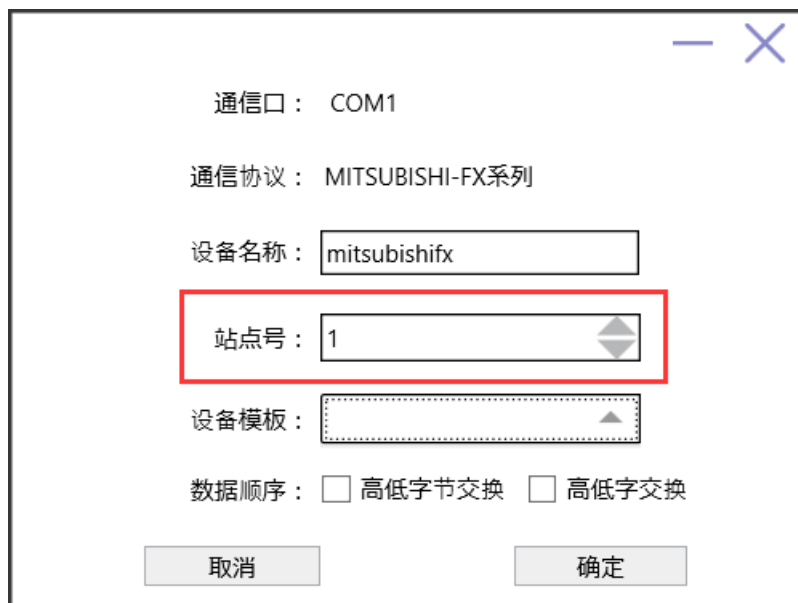 通信口： COM1
通信协议： MITSUBISHI-FX系列
设备名称： mitsubishifx
站点号： 1
设备模板：
数据顺序： 高低字节交换 高低字交换
取消 确定